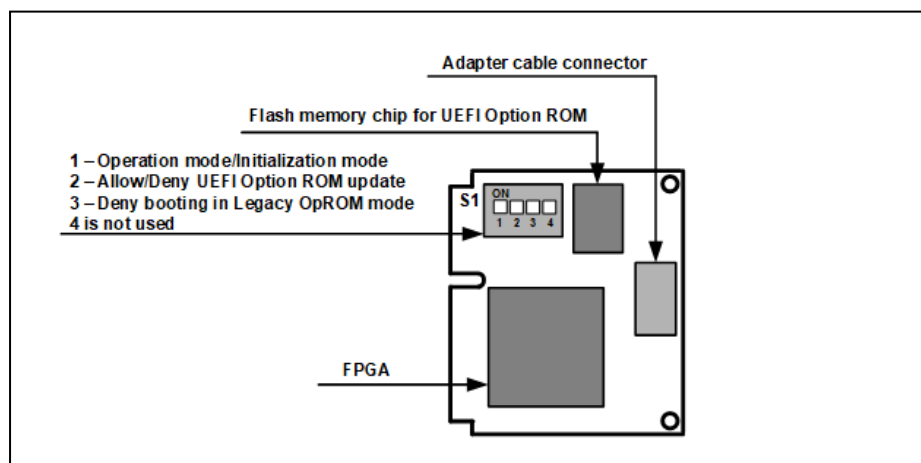 Adapter cable connector
Flash memory chip for UEFI Option ROM
1 – Operation mode/Initialization mode
2 – Allow/Deny UEFI Option ROM update
3 – Deny booting in Legacy OpROM mode
4 is not used
S1
ON
1 2 3 4
FPGA